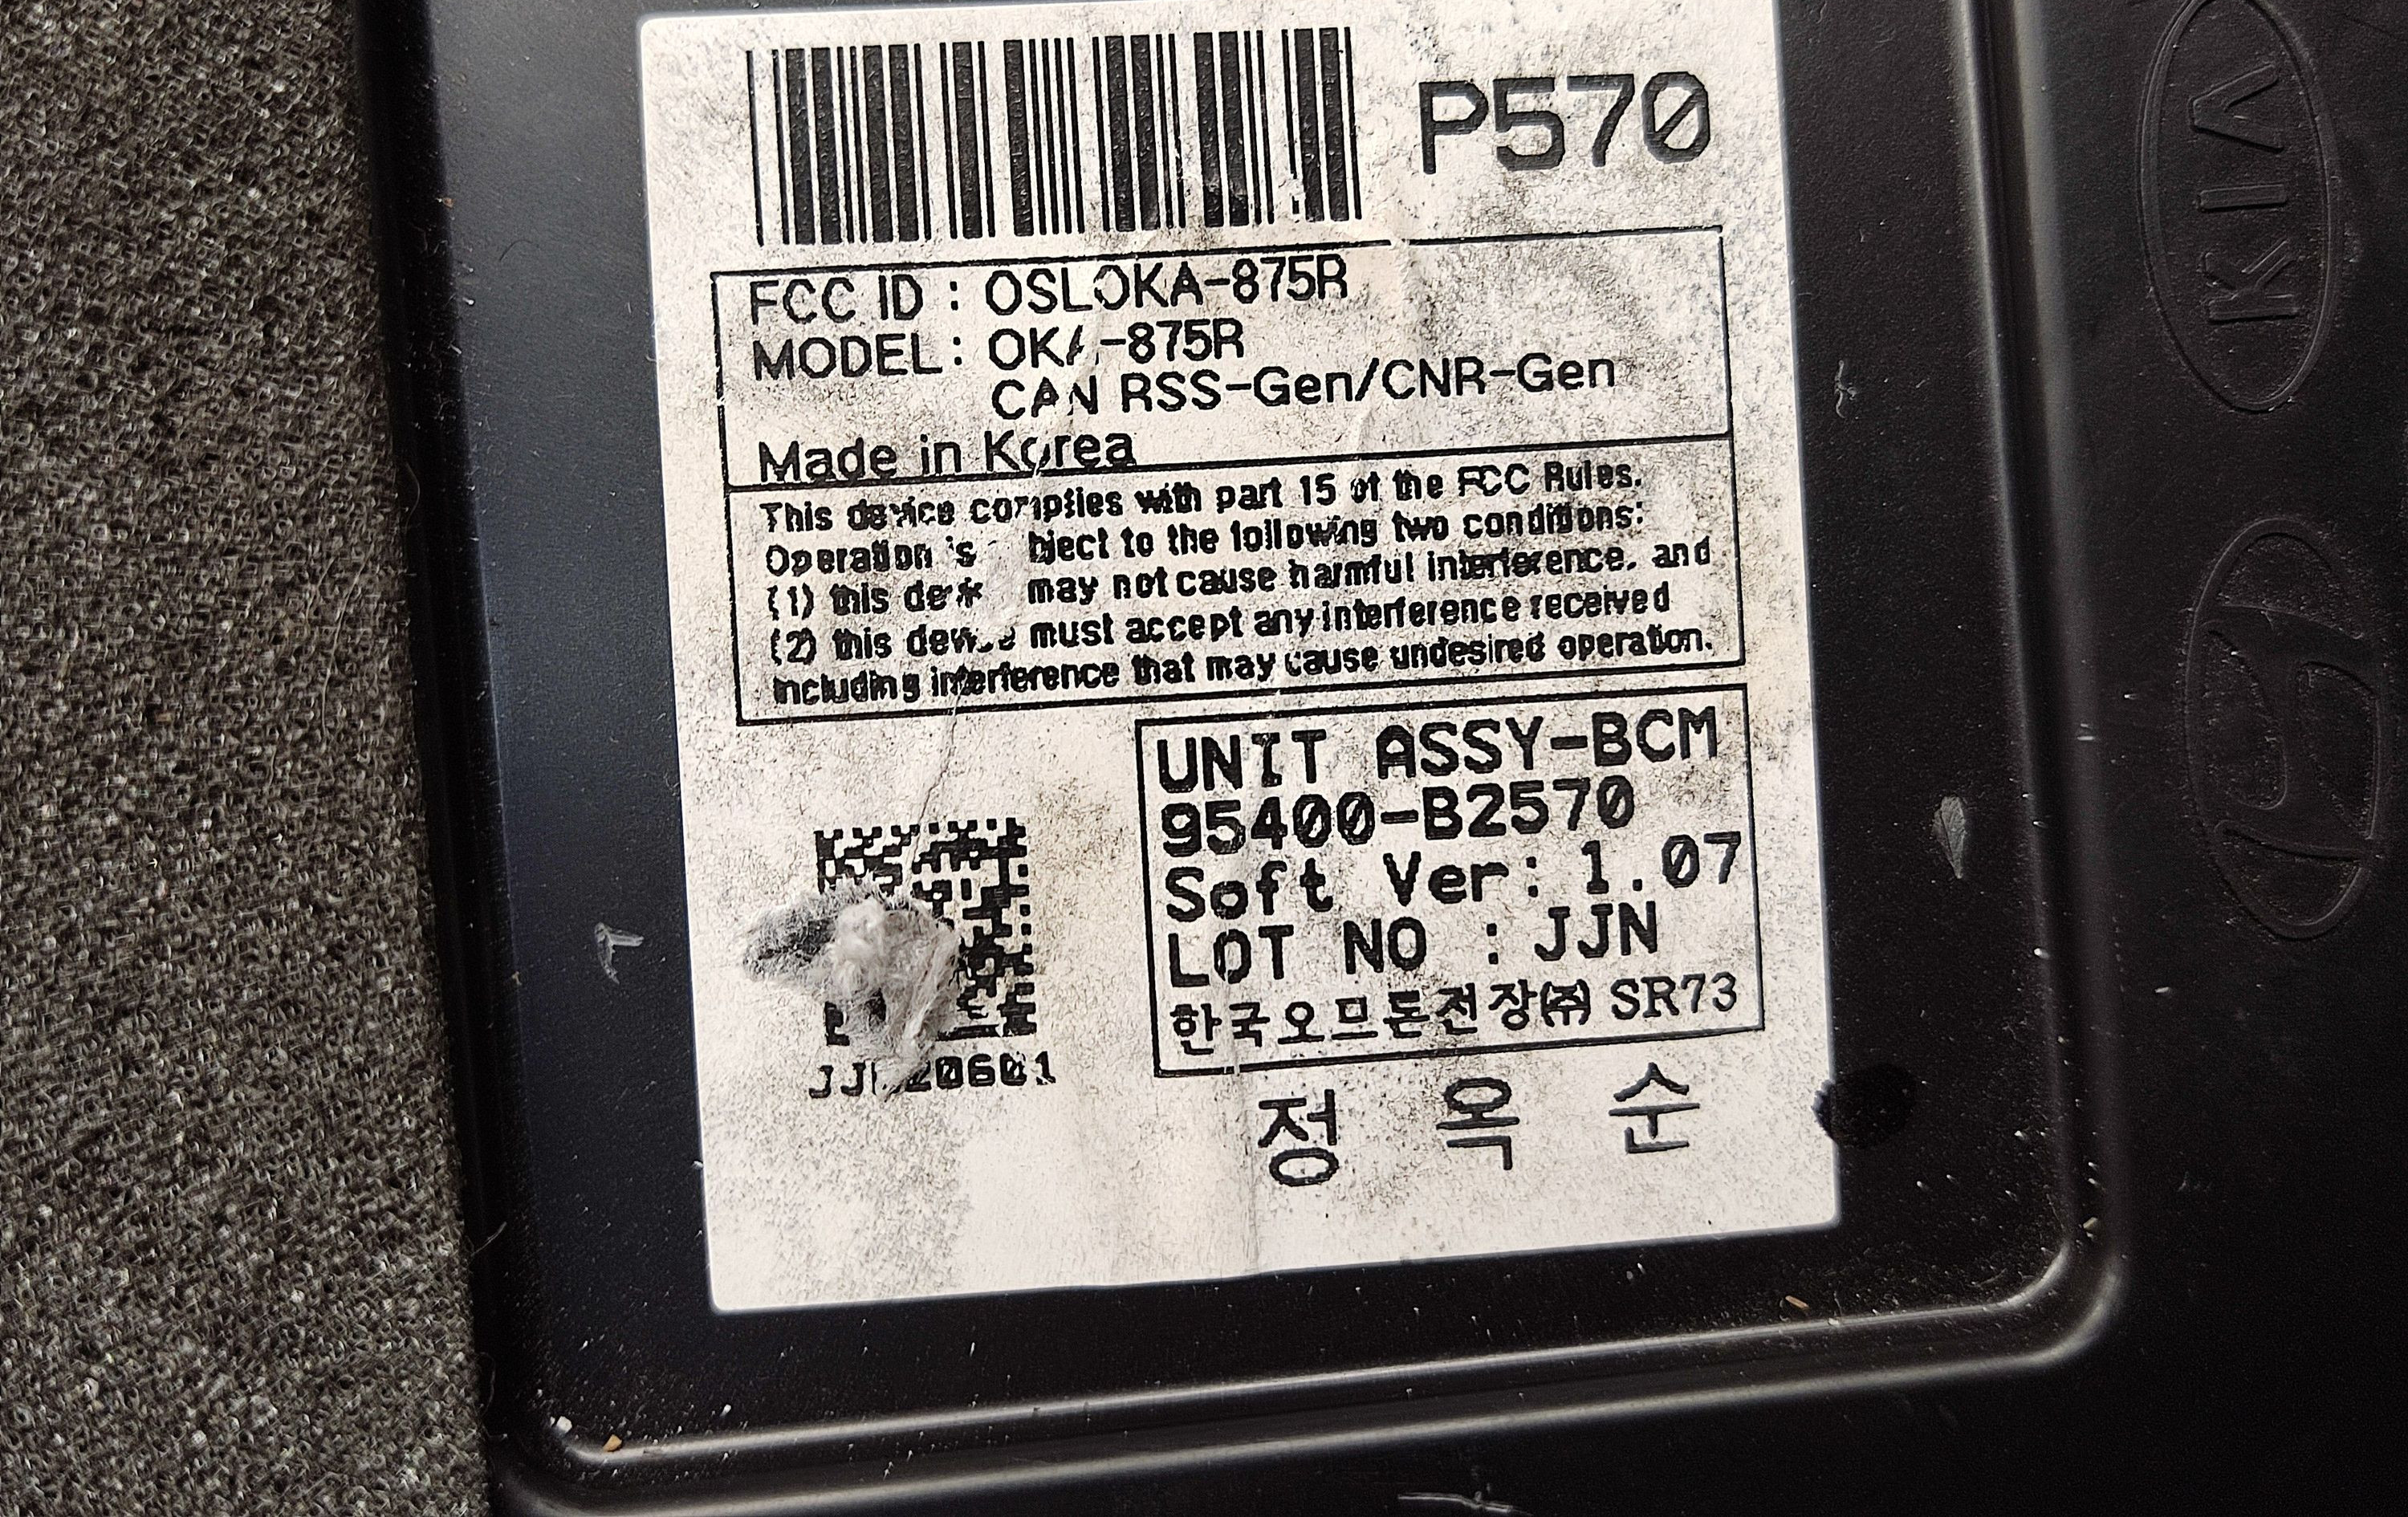 P570
FCC ID : OSLOKA-875R
MODEL : OKA-875R
CAN RSS-Gen/CNR-Gen
Made in Korea
This device complies with part 15 of the FCC Rules.
Operation is bject to the following two conditions:
(1) this may not cause harmful interference, and
(2) this device must accept any interference received
including interference that may cause undesired operation.
UNIT ASSY-BCM
95400-B2570
Soft Ver: 1.07
LOT NO : JJN
한국오므론전장㈜ SR73
정 옥 순
KIA